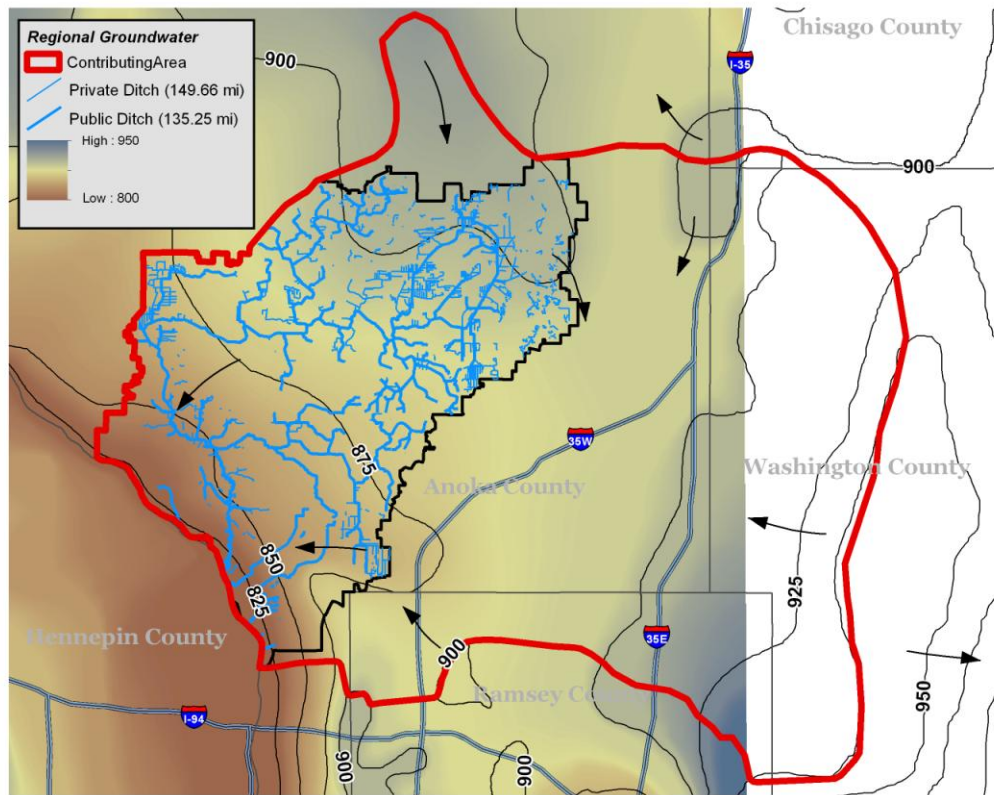 Regional Groundwater
ContributingArea
Private Ditch (149.66 mi)
Public Ditch (135.25 mi)
High : 950
Low : 800
Chisago County
900
I-35
900
35W
875
Anoka County
Washington County
850
825
925
Hennepin County
35E
900
Ramsey Co
950
I-94
900
900